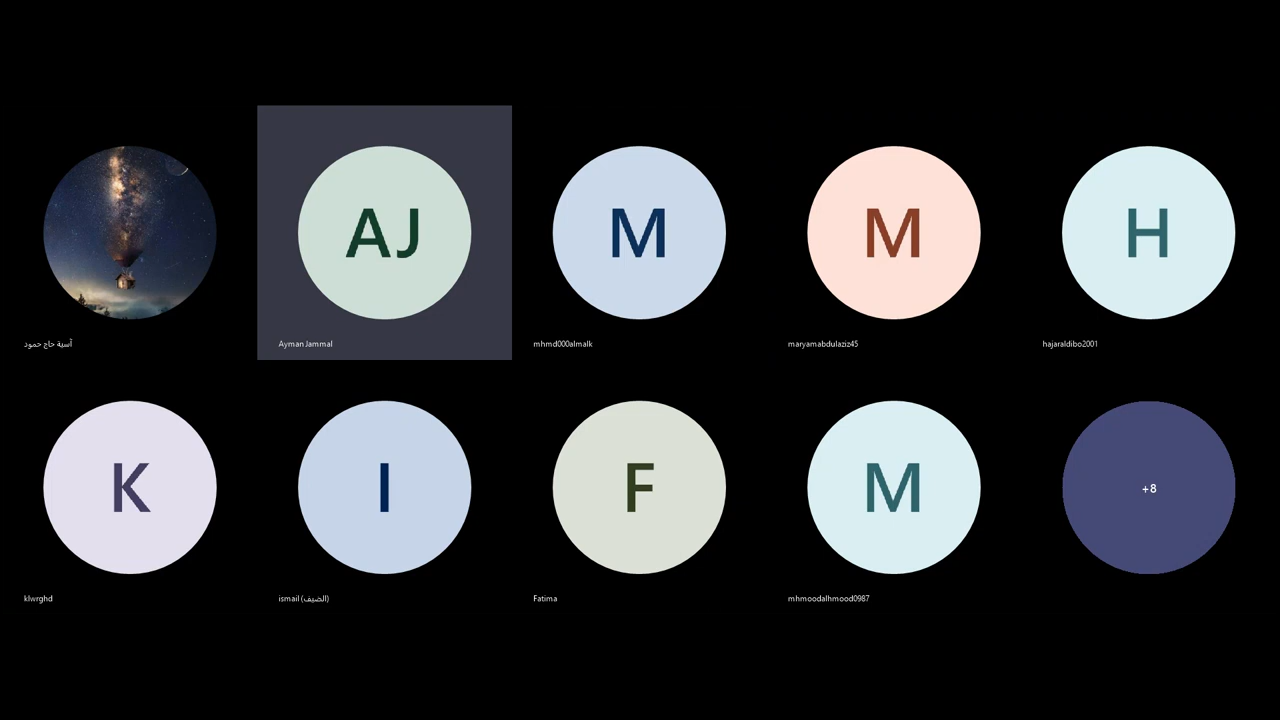 AJ
M
M
H
آسية حاج حمود
Ayman Jammal
mhmd000almalk
maryamabdulaziz45
hajaraldibo2001
K
I
F
M
+8
klwrghd
ismail (الضيف)
Fatima
mhmoodalhmood0987